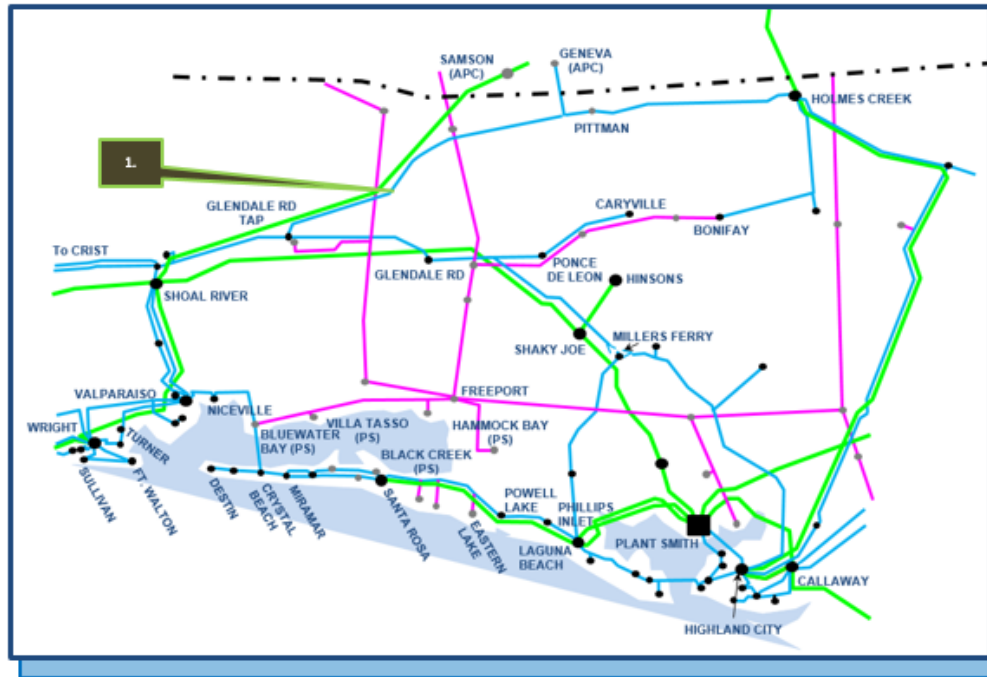 SAMSON
(APC)
GENEVA
(APC)
HOLMES CREEK
PITTMAN
1.
GLENDALE RD
TAP
CARYVILLE
BONIFAY
To CRIST
GLENDALE RD
PONCE
DE LEON
HINSONS
SHOAL RIVER
SHAKY JOE
MILLERS FERRY
VALPARAISO
NICEVILLE
FREEPORT
WRIGHT
TURNER
BLUEWATER
BAY (PS)
VILLA TASSO
(PS)
HAMMOCK BAY
(PS)
BLACK CREEK
(PS)
SULLIVAN
FT. WALTON
DESTIN
CRYSTAL
BEACH
MIRAMAR
SANTA ROSA
EASTERN
LAKE
POWELL
LAKE
PHILLIPS
INLET
LAGUNA
BEACH
PLANT SMITH
CALLAWAY
HIGHLAND CITY